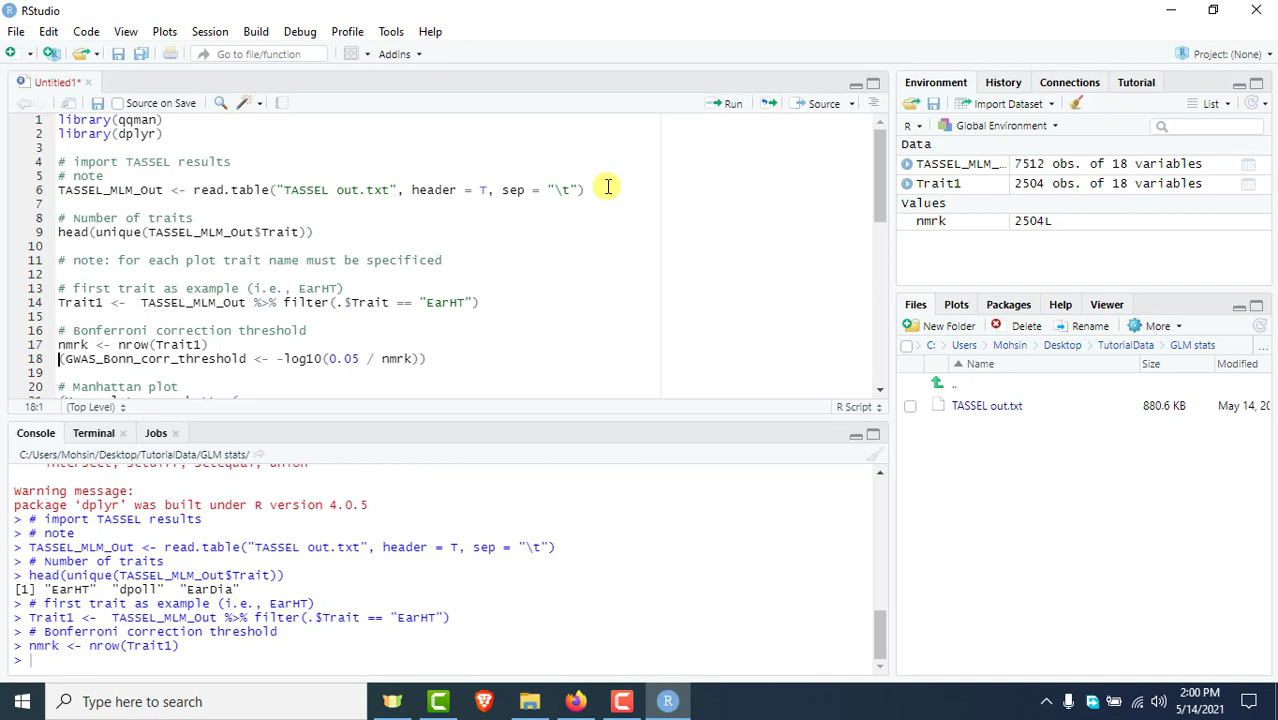 RStudio
File Edit Code View Plots Session Build Debug Profile Tools Help
Go to file/function Addins Project: (None)
Untitled1*
Source on Save Run Source
1 library(qqman)
2 library(dplyr)
3
4 # import TASSEL results
5 # note
6 TASSEL_MLM_Out <- read.table("TASSEL out.txt", header = T, sep = "\t")
7
8 # Number of traits
9 head(unique(TASSEL_MLM_Out$Trait))
10
11 # note: for each plot trait name must be specificed
12
13 # first trait as example (i.e., EarHT)
14 Trait1 <- TASSEL_MLM_Out %>% filter(.$Trait == "EarHT")
15
16 # Bonferroni correction threshold
17 nmrk <- nrow(Trait1)
18 (GWAS_Bonn_corr_threshold <- -log10(0.05 / nmrk))
19
20 # Manhattan plot
18:1 (Top Level) R Script
Console Terminal Jobs
C:/Users/Mohsin/Desktop/TutorialData/GLM stats/
intersect, setdiff, setequal, union
Warning message:
package ‘dplyr’ was built under R version 4.0.5
> # import TASSEL results
> # note
> TASSEL_MLM_Out <- read.table("TASSEL out.txt", header = T, sep = "\t")
> # Number of traits
> head(unique(TASSEL_MLM_Out$Trait))
[1] "EarHT" "dpoll" "EarDia"
> # first trait as example (i.e., EarHT)
> Trait1 <- TASSEL_MLM_Out %>% filter(.$Trait == "EarHT")
> # Bonferroni correction threshold
> nmrk <- nrow(Trait1)
>
Environment History Connections Tutorial
Import Dataset List
R Global Environment
Data
TASSEL_MLM_… 7512 obs. of 18 variables
Trait1 2504 obs. of 18 variables
Values
nmrk 2504L
Files Plots Packages Help Viewer
New Folder Delete Rename More
C: Users Mohsin Desktop TutorialData GLM stats ...
Name Size Modified
..
TASSEL out.txt 880.6 KB May 14, 20
Type here to search
2:00 PM
5/14/2021